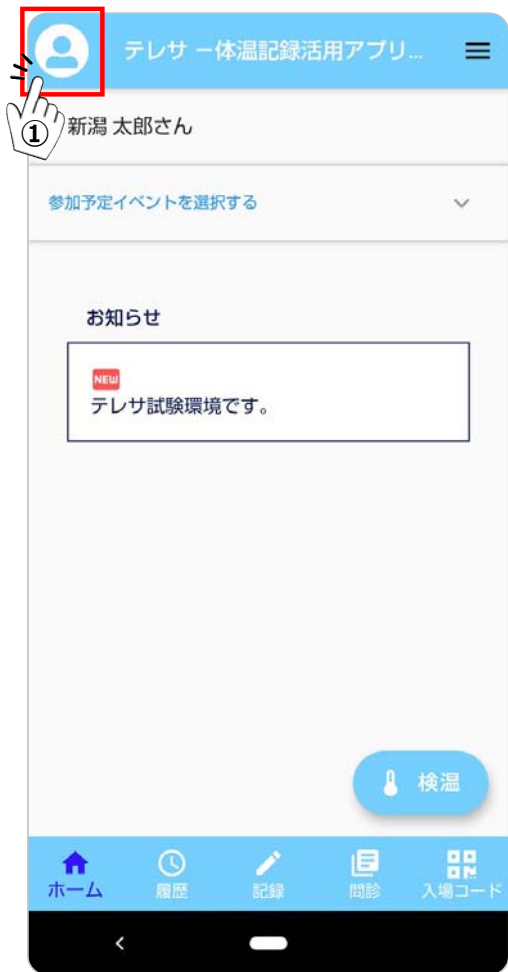 テレサ ー体温記録活用アプリ...
①
新潟 太郎さん
参加予定イベントを選択する
お知らせ
NEW
テレサ試験環境です。
検温
ホーム
履歴
記録
問診
入場コード